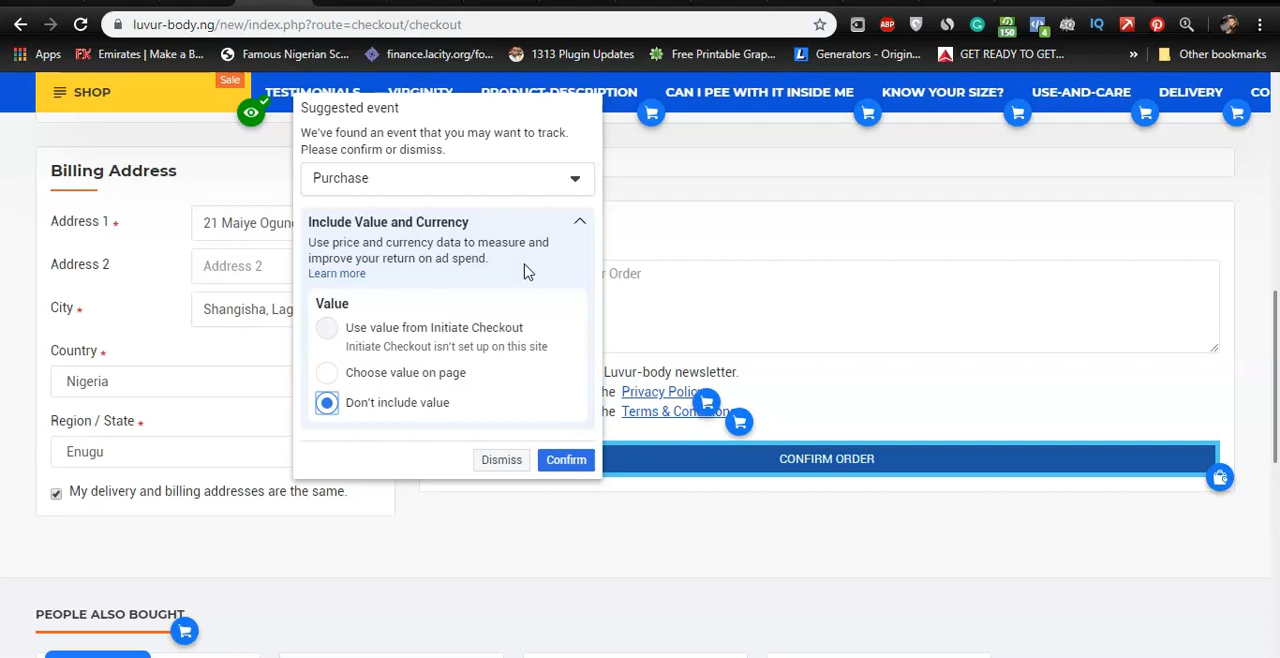 luvur-body.ng/new/index.php?route=checkout/checkout
ABP
150
4
IQ
Apps
Emirates | Make a B...
Famous Nigerian Sc...
finance.lacity.org/fo...
1313 Plugin Updates
Free Printable Grap...
Generators - Origin...
GET READY TO GET...
»
Other bookmarks
Sale
SHOP
TESTIMONIALS
VIRGINITY
PRODUCT-DESCRIPTION
CAN I PEE WITH IT INSIDE ME
KNOW YOUR SIZE?
USE-AND-CARE
DELIVERY
CO
Suggested event
We've found an event that you may want to track.
Please confirm or dismiss.
Purchase
Include Value and Currency
Use price and currency data to measure and
improve your return on ad spend.
Learn more
Value
Use value from Initiate Checkout
Initiate Checkout isn't set up on this site
Choose value on page
Don't include value
Dismiss
Confirm
Billing Address
Address 1 *
21 Maiye Ogun
Address 2
Address 2
City *
Shangisha, Lag
Country *
Nigeria
Region / State *
Enugu
My delivery and billing addresses are the same.
r Order
Luvur-body newsletter.
he Privacy Policy
he Terms & Conditions
CONFIRM ORDER
PEOPLE ALSO BOUGHT